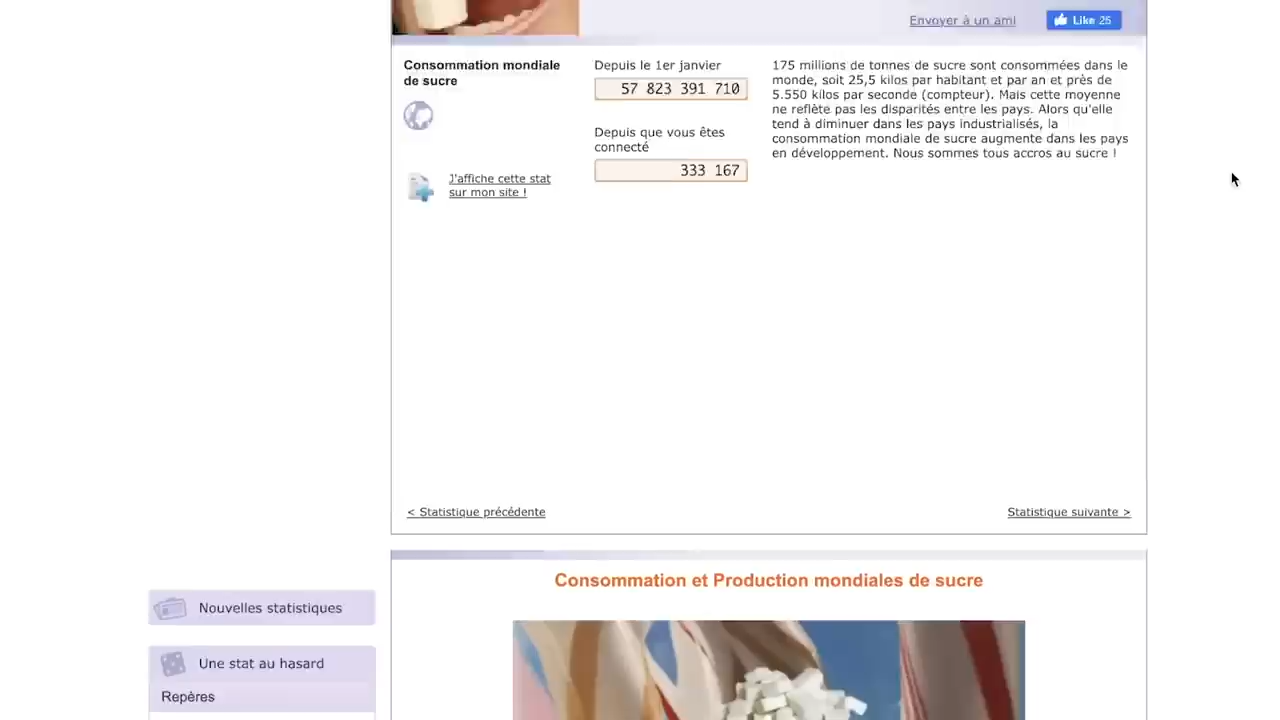 Envoyer à un ami
Like 25
Consommation mondiale
de sucre
Depuis le 1er janvier
57 823 391 710
Depuis que vous êtes
connecté
333 167
J'affiche cette stat
sur mon site !
175 millions de tonnes de sucre sont consommées dans le
monde, soit 25,5 kilos par habitant et par an et près de
5.550 kilos par seconde (compteur). Mais cette moyenne
ne reflète pas les disparités entre les pays. Alors qu'elle
tend à diminuer dans les pays industrialisés, la
consommation mondiale de sucre augmente dans les pays
en développement. Nous sommes tous accros au sucre !
< Statistique précédente
Statistique suivante >
Consommation et Production mondiales de sucre
Nouvelles statistiques
Une stat au hasard
Repères